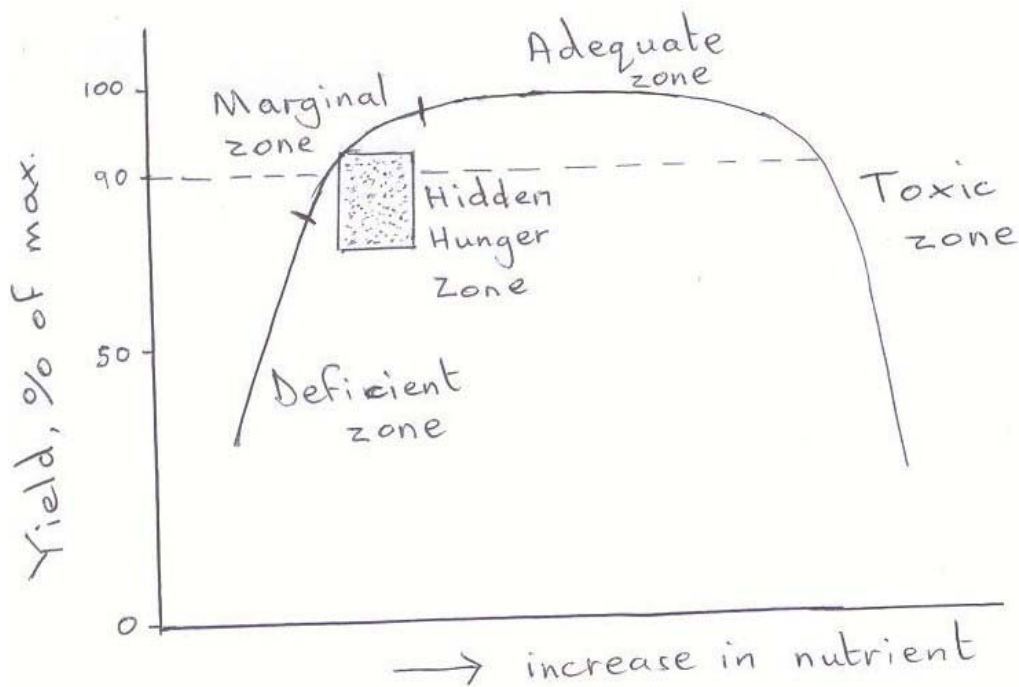 Adequate
zone
Marginal
zone
100
90
50
0
Hidden
Hunger
Zone
Toxic
zone
Deficient
zone
Yield, % of max.
→ increase in nutrient